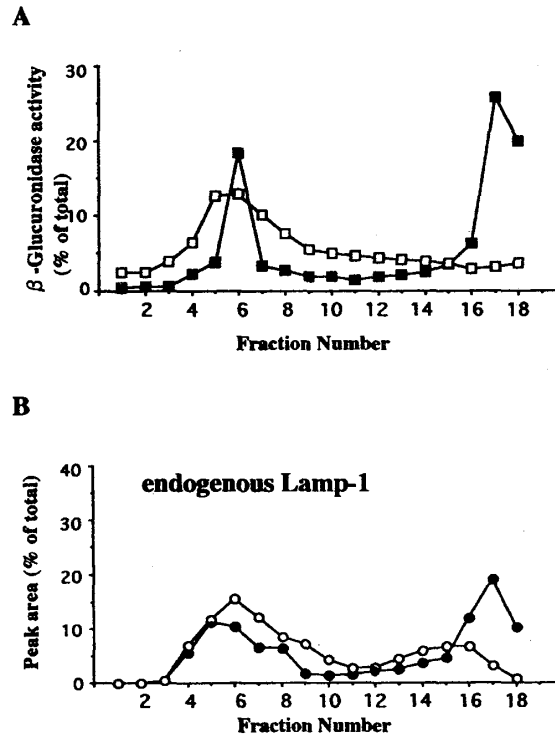 A
β-Glucuronidase activity
(% of total)
30
20
10
0
2 4 6 8 10 12 14 16 18
Fraction Number
B
Peak area (% of total)
endogenous Lamp-1
40
30
20
10
0
2 4 6 8 10 12 14 16 18
Fraction Number